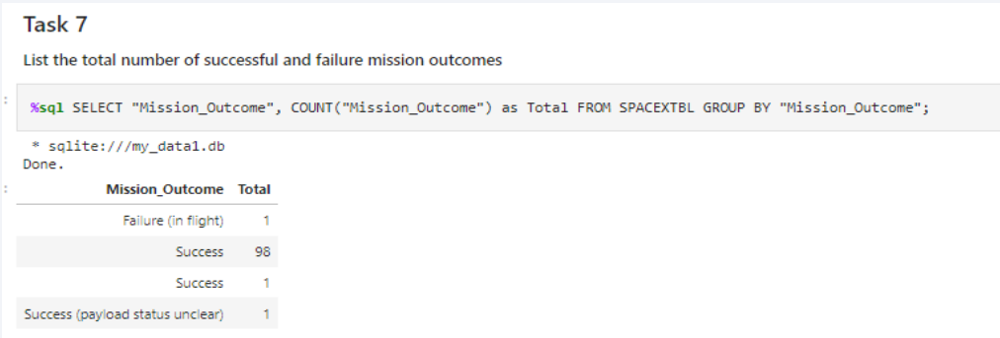 Task 7
List the total number of successful and failure mission outcomes
%sql SELECT "Mission_Outcome", COUNT("Mission_Outcome") as Total FROM SPACEXTBL GROUP BY "Mission_Outcome";
* sqlite:///my_data1.db
Done.
Mission_Outcome Total
Failure (in flight) 1
Success 98
Success 1
Success (payload status unclear) 1